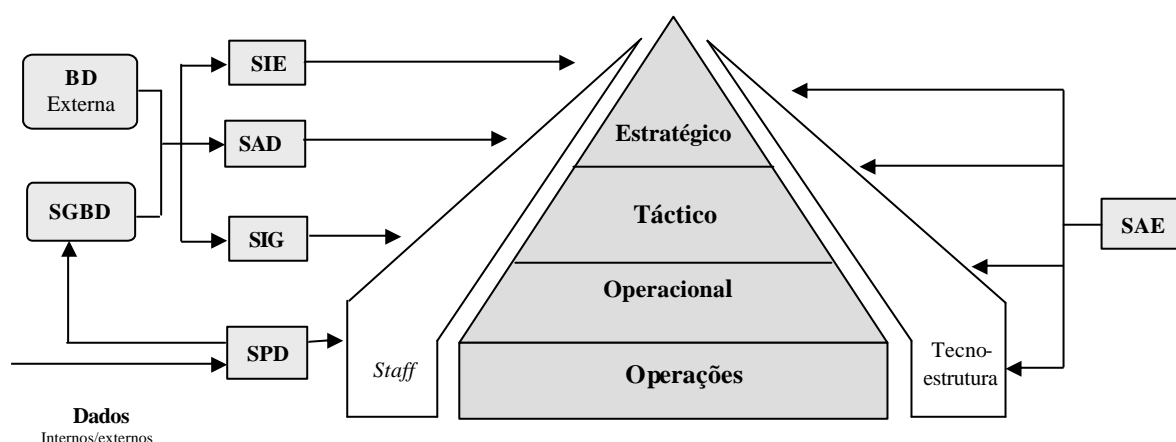 BD
Externa
SGBD
SIE
SAD
SIG
SPD
Dados
Internos/externos
Staff
Estratégico
Táctico
Operacional
Operações
Tecno-
estrutura
SAE